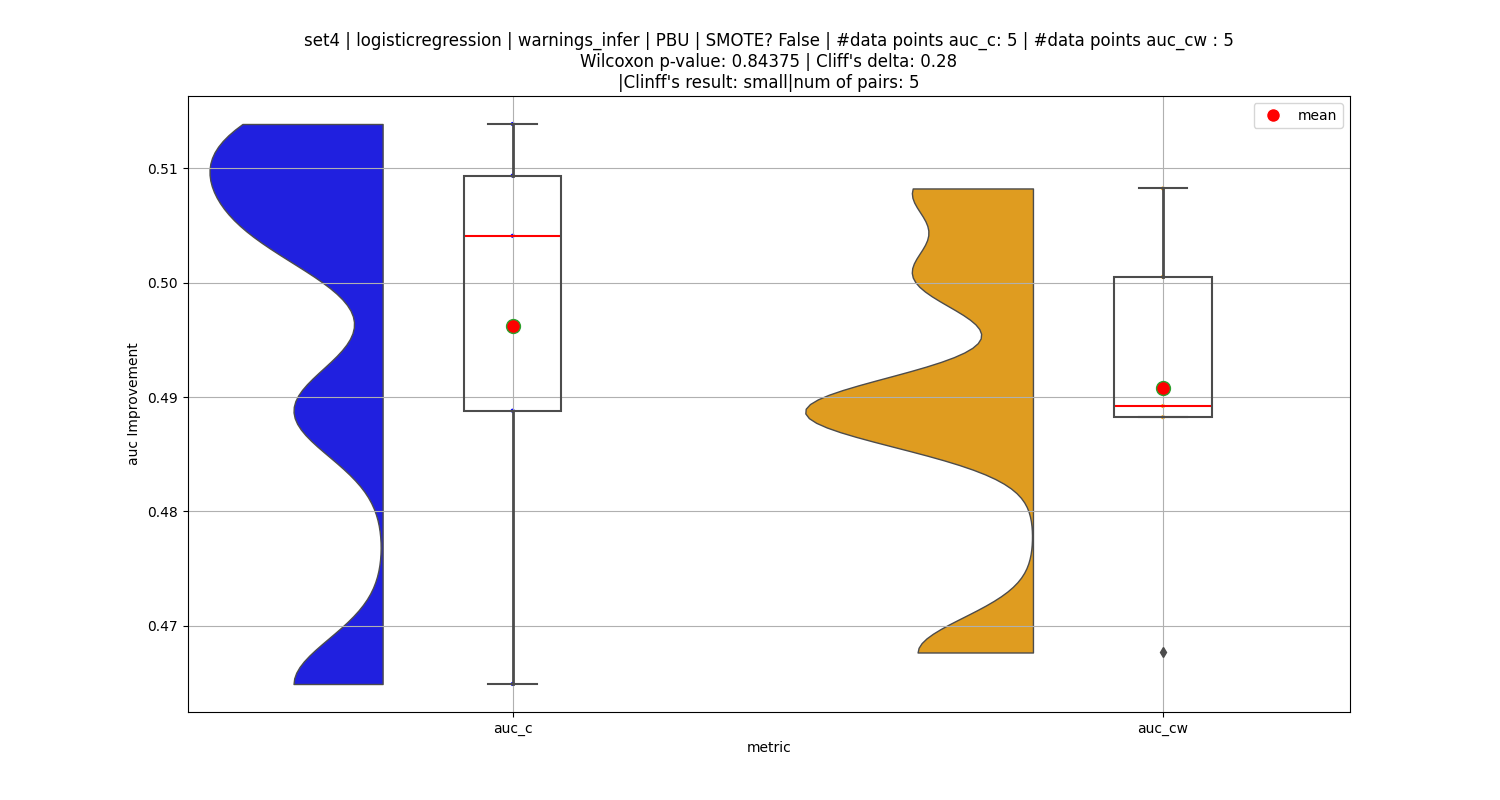 set4 | logisticregression | warnings_infer | PBU | SMOTE? False | #data points auc_c: 5 | #data points auc_cw : 5
Wilcoxon p-value: 0.84375 | Cliff's delta: 0.28
|Clinff's result: small|num of pairs: 5
mean
0.51
0.50
0.49
0.48
0.47
auc Improvement
auc_c
auc_cw
metric